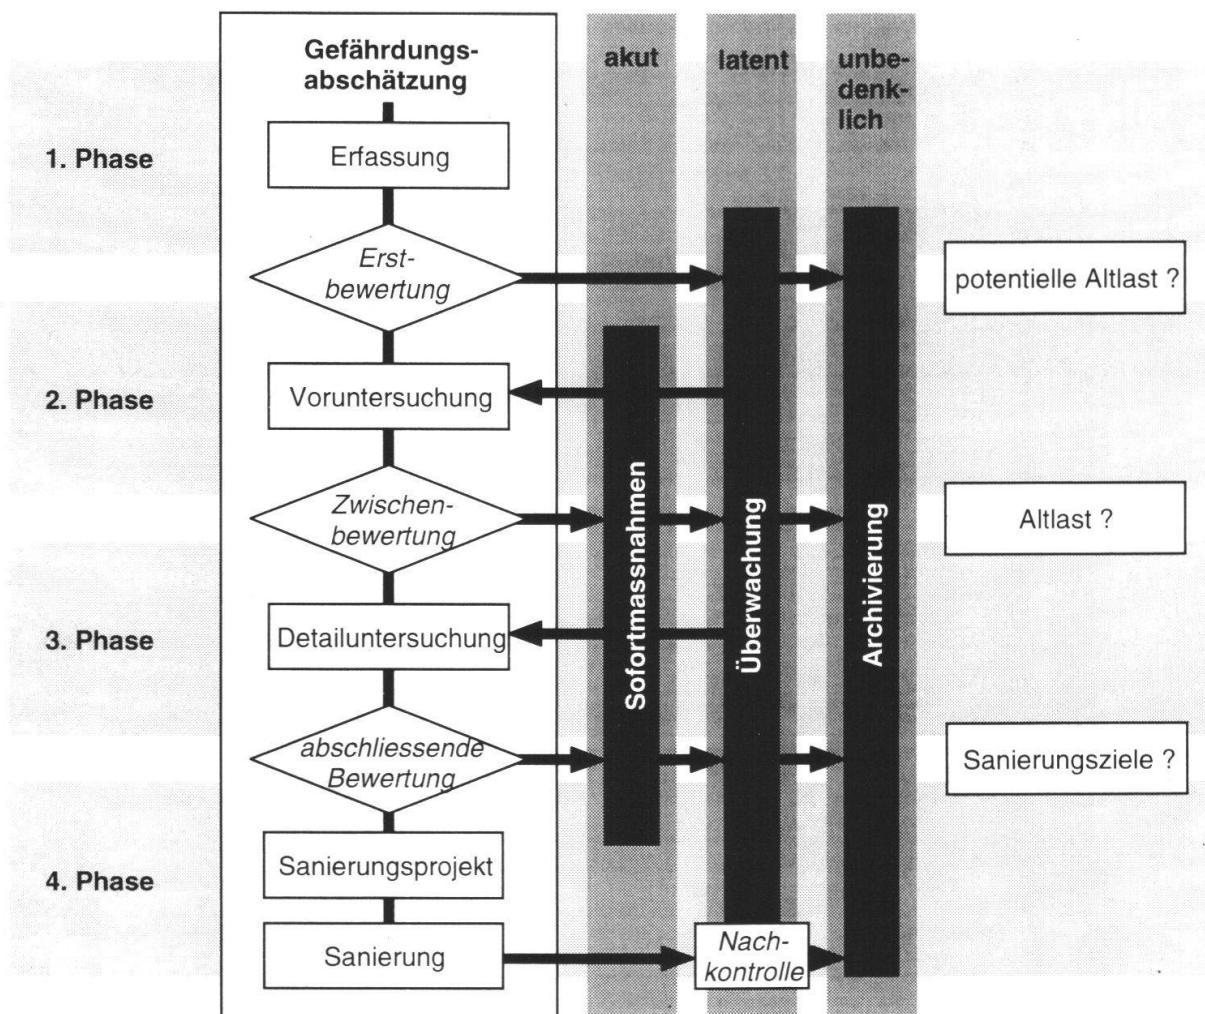 Gefährdungs-
abschätzung
akut
latent
unbe-
denk-
lich
1. Phase
Erfassung
Erst-
bewertung
potentielle Altlast ?
2. Phase
Voruntersuchung
Zwischen-
bewertung
Altlast ?
Sofortmassnahmen
Überwachung
Archivierung
3. Phase
Detailuntersuchung
abschliessende
Bewertung
Sanierungsziele ?
4. Phase
Sanierungsprojekt
Sanierung
Nach-
kontrolle